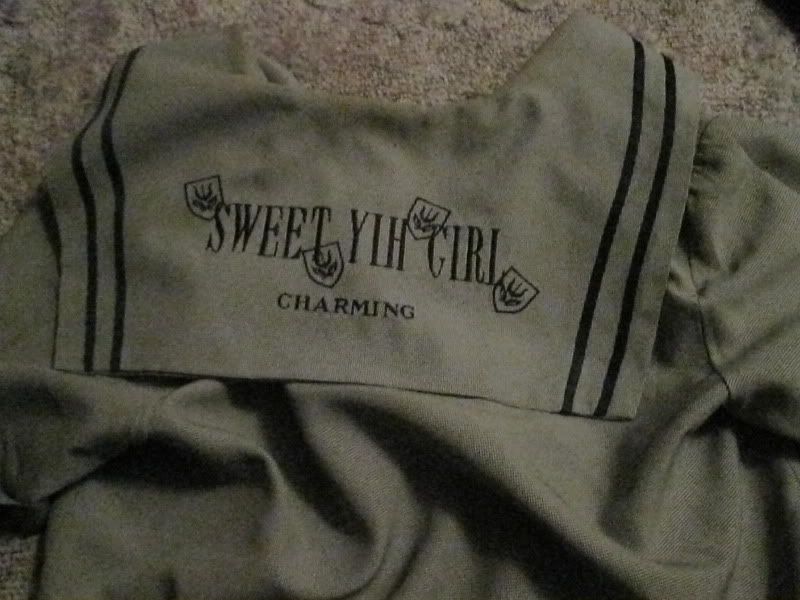 SWEET YIH GIRL
CHARMING